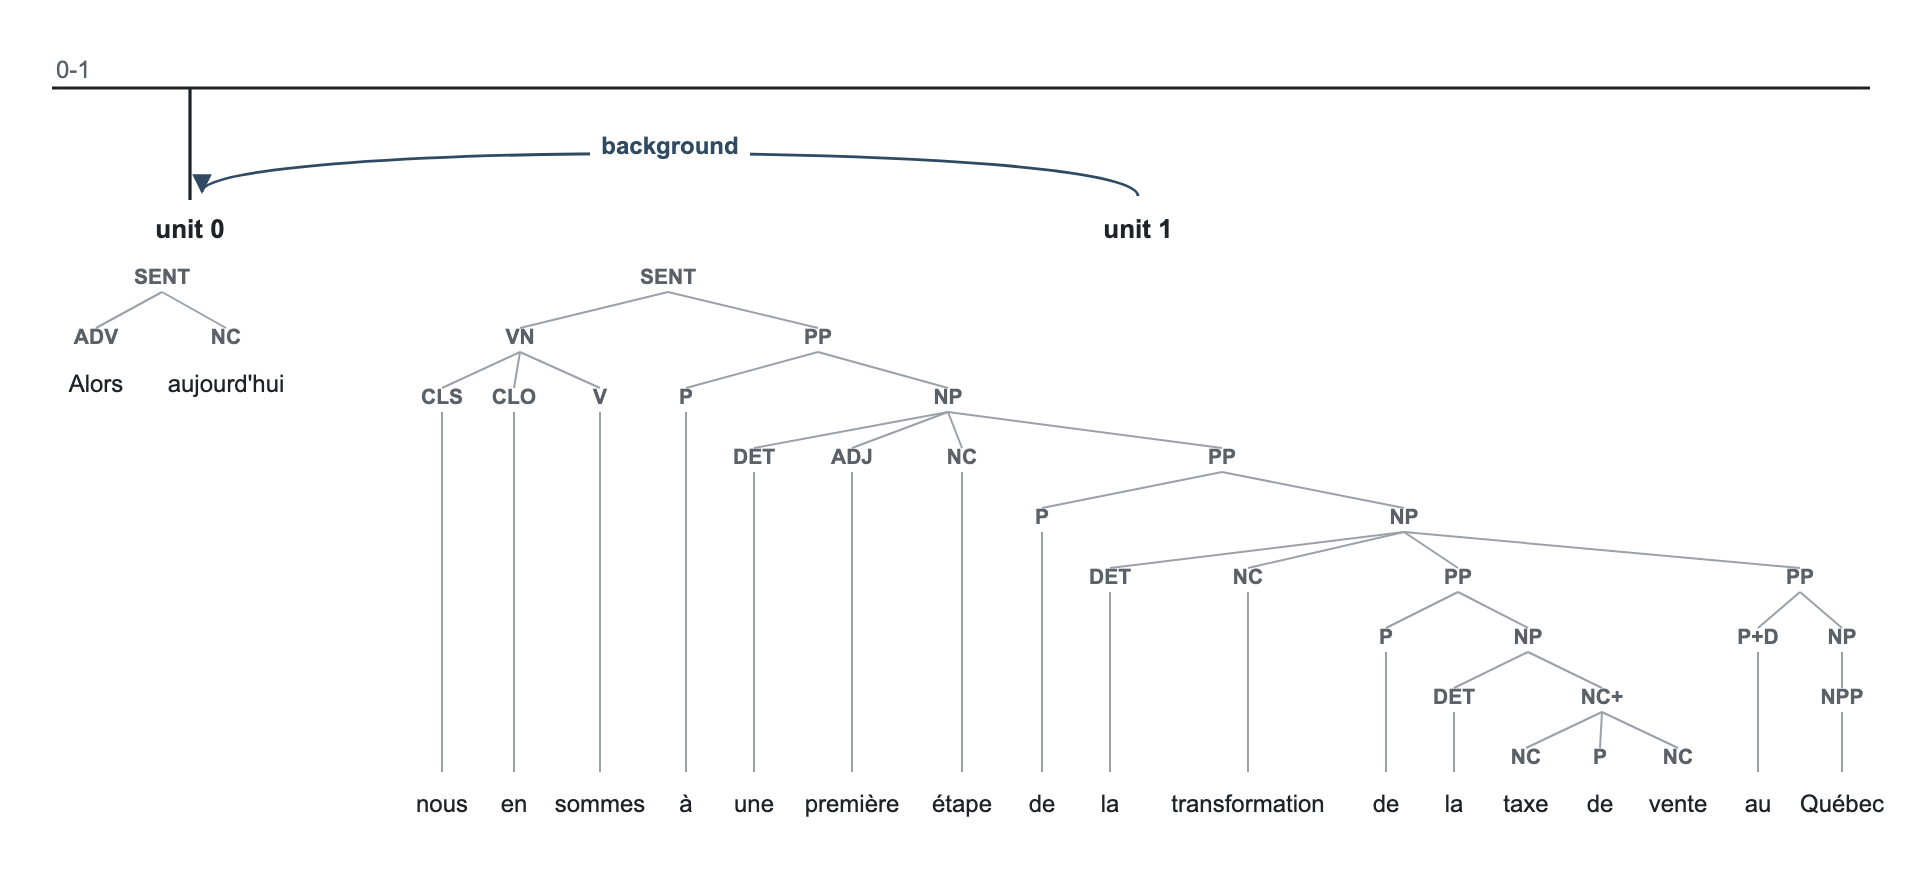 0-1
background
unit 0 unit 1
SENT SENT
ADV NC VN PP
Alors aujourd'hui
CLS CLO V P NP
DET ADJ NC PP
P NP
DET NC PP PP
P NP P+D NP
DET NC+ NPP
NC P NC
nous en sommes à une première étape de la transformation de la taxe de vente au Québec